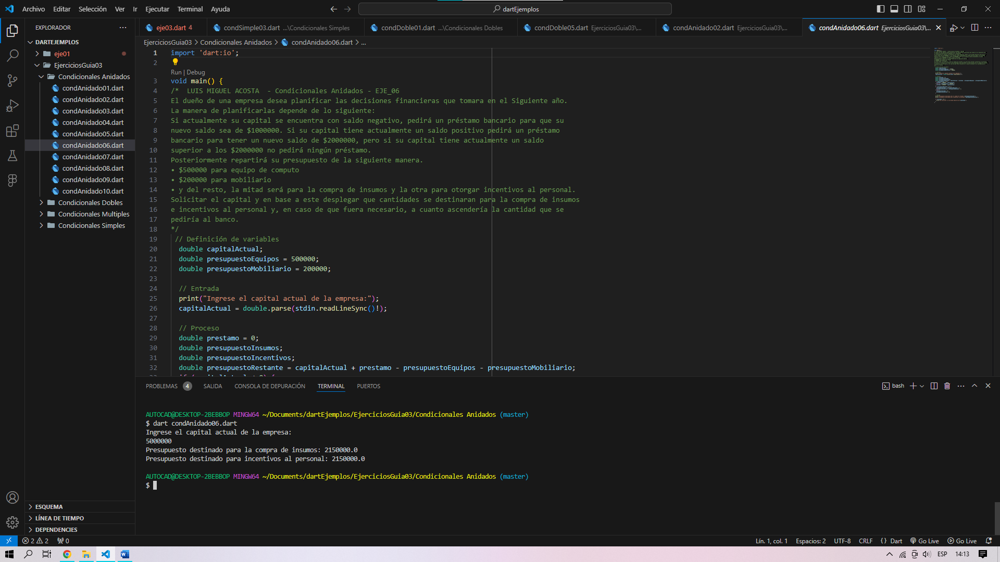 Archivo Editar Selección Ver Ir Ejecutar Terminal Ayuda
dartEjemplos
EXPLORADOR
DARTEJEMPLOS
eje01
EjerciciosGuia03
Condicionales Anidados
condAnidado01.dart
condAnidado02.dart
condAnidado03.dart
condAnidado04.dart
condAnidado05.dart
condAnidado06.dart
condAnidado07.dart
condAnidado08.dart
condAnidado09.dart
condAnidado10.dart
Condicionales Dobles
Condicionales Multiples
Condicionales Simples
ESQUEMA
LÍNEA DE TIEMPO
DEPENDENCIES
eje03.dart 4
condSimple03.dart ...\Condicionales Simples
condDoble01.dart ...\Condicionales Dobles
condDoble05.dart EjerciciosGuia03\...
condAnidado02.dart EjerciciosGuia03\...
condAnidado06.dart EjerciciosGuia03\...
EjerciciosGuia03 > Condicionales Anidados > condAnidado06.dart > ...
1 import 'dart:io';
2
Run | Debug
3 void main() {
4 /*  LUIS MIGUEL ACOSTA  - Condicionales Anidados - EJE_06
5 El dueño de una empresa desea planificar las decisiones financieras que tomara en el Siguiente año.
6 La manera de planificarlas depende de lo siguiente:
7 Si actualmente su capital se encuentra con saldo negativo, pedirá un préstamo bancario para que su
8 nuevo saldo sea de $1000000. Si su capital tiene actualmente un saldo positivo pedirá un préstamo
9 bancario para tener un nuevo saldo de $2000000, pero si su capital tiene actualmente un saldo
10 superior a los $2000000 no pedirá ningún préstamo.
11 Posteriormente repartirá su presupuesto de la siguiente manera.
12 • $500000 para equipo de computo
13 • $200000 para mobiliario
14 • y del resto, la mitad será para la compra de insumos y la otra para otorgar incentivos al personal.
15 Solicitar el capital y en base a este desplegar que cantidades se destinaran para la compra de insumos
16 e incentivos al personal y, en caso de que fuera necesario, a cuanto ascendería la cantidad que se
17 pediría al banco.
18 */
19 // Definición de variables
20 double capitalActual;
21 double presupuestoEquipos = 500000;
22 double presupuestoMobiliario = 200000;
23
24 // Entrada
25 print("Ingrese el capital actual de la empresa:");
26 capitalActual = double.parse(stdin.readLineSync()!);
27
28 // Proceso
29 double prestamo = 0;
30 double presupuestoInsumos;
31 double presupuestoIncentivos;
32 double presupuestoRestante = capitalActual + prestamo - presupuestoEquipos - presupuestoMobiliario;
PROBLEMAS 4 SALIDA CONSOLA DE DEPURACIÓN TERMINAL PUERTOS
bash
AUTOCAD@DESKTOP-2BEBBOP MINGW64 ~/Documents/dartEjemplos/EjerciciosGuia03/Condicionales Anidados (master)
$ dart condAnidado06.dart
Ingrese el capital actual de la empresa:
5000000
Presupuesto destinado para la compra de insumos: 2150000.0
Presupuesto destinado para incentivos al personal: 2150000.0
AUTOCAD@DESKTOP-2BEBBOP MINGW64 ~/Documents/dartEjemplos/EjerciciosGuia03/Condicionales Anidados (master)
$
2 2 0
Lín. 1, col. 1 Espacios: 2 UTF-8 CRLF {} Dart Go Live Go Live
ESP 14:13